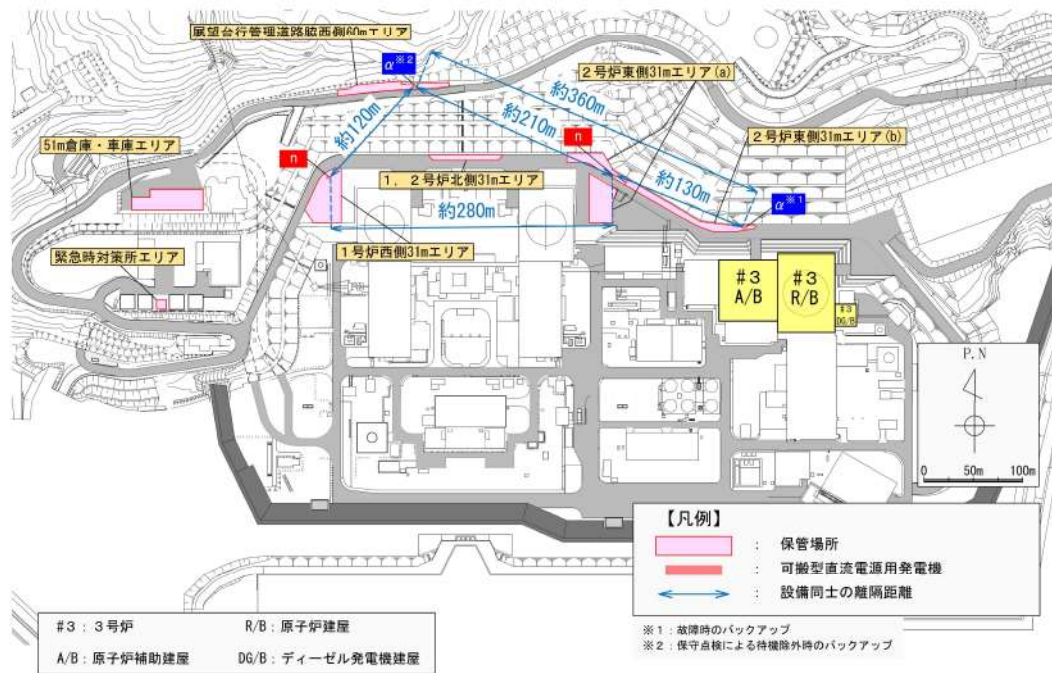 展望台行管理道路脇西側60mエリア
α※2
2号炉東側31mエリア(a)
約360m
約120m
約210m
n
n
2号炉東側31mエリア(b)
51m倉庫・車庫エリア
1，2号炉北側31mエリア
約130m
α※1
約280m
1号炉西側31mエリア
緊急時対策所エリア
#3
A/B
#3
R/B
#3
DG/B
P.N
0 50m 100m
【凡例】
： 保管場所
： 可搬型直流電源用発電機
： 設備同士の離隔距離
#3：3号炉 R/B：原子炉建屋
A/B：原子炉補助建屋 DG/B：ディーゼル発電機建屋
※1：故障時のバックアップ
※2：保守点検による待機除外時のバックアップ